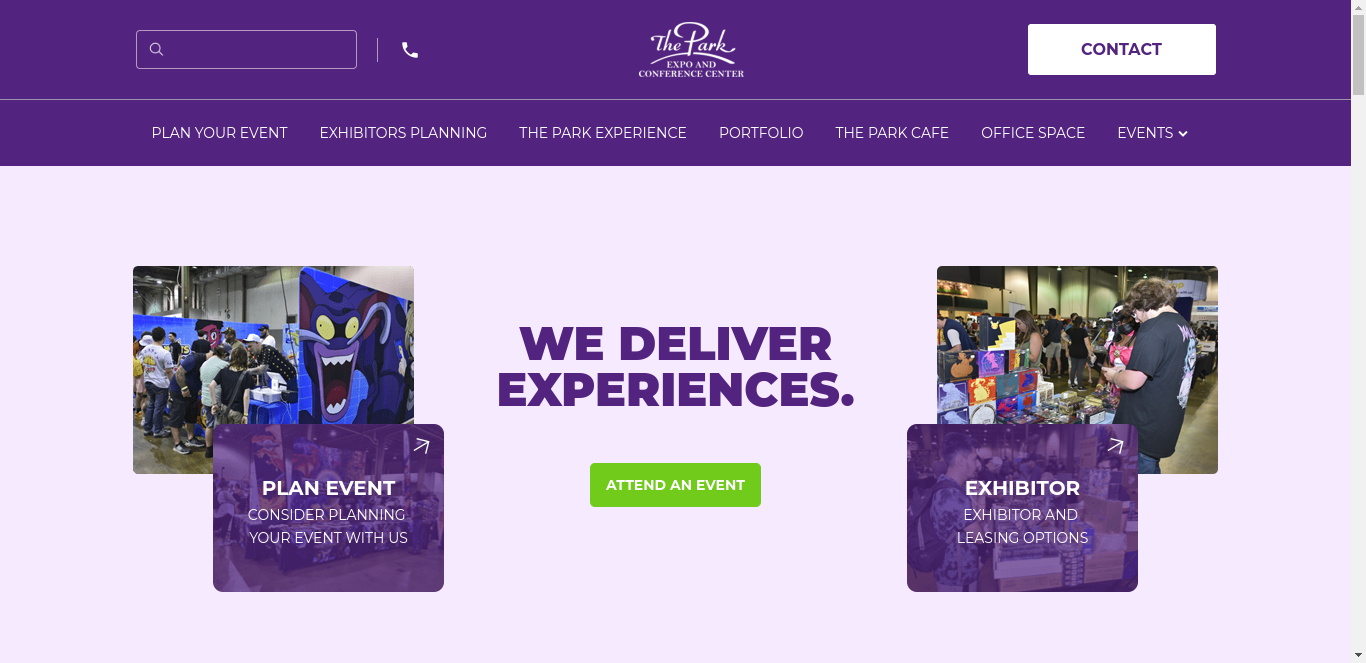 The Park
EXPO AND
CONFERENCE CENTER
CONTACT
PLAN YOUR EVENT
EXHIBITORS PLANNING
THE PARK EXPERIENCE
PORTFOLIO
THE PARK CAFE
OFFICE SPACE
EVENTS
WE DELIVER
EXPERIENCES.
ATTEND AN EVENT
PLAN EVENT
CONSIDER PLANNING
YOUR EVENT WITH US
EXHIBITOR
EXHIBITOR AND
LEASING OPTIONS